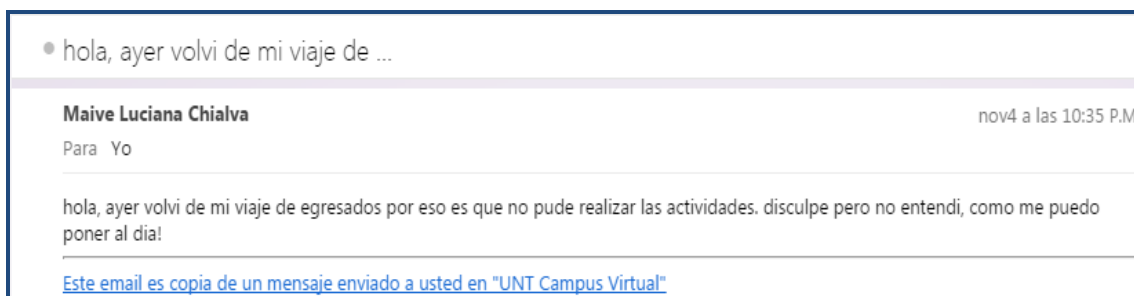 hola, ayer volvi de mi viaje de ...
Maive Luciana Chialva
nov4 a las 10:35 P.M
Para Yo
hola, ayer volvi de mi viaje de egresados por eso es que no pude realizar las actividades. disculpe pero no entendi, como me puedo
poner al dia!
Este email es copia de un mensaje enviado a usted en "UNT Campus Virtual"